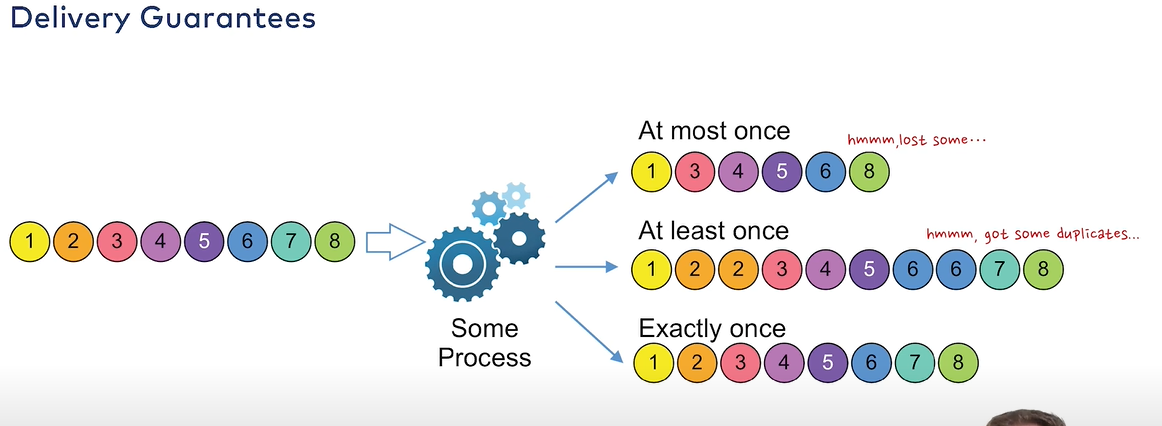 Delivery Guarantees
At most once
hmmm,lost some...
1 3 4 5 6 8
1 2 3 4 5 6 7 8
At least once
hmmm, got some duplicates...
1 2 2 3 4 5 6 6 7 8
Some
Process
Exactly once
1 2 3 4 5 6 7 8